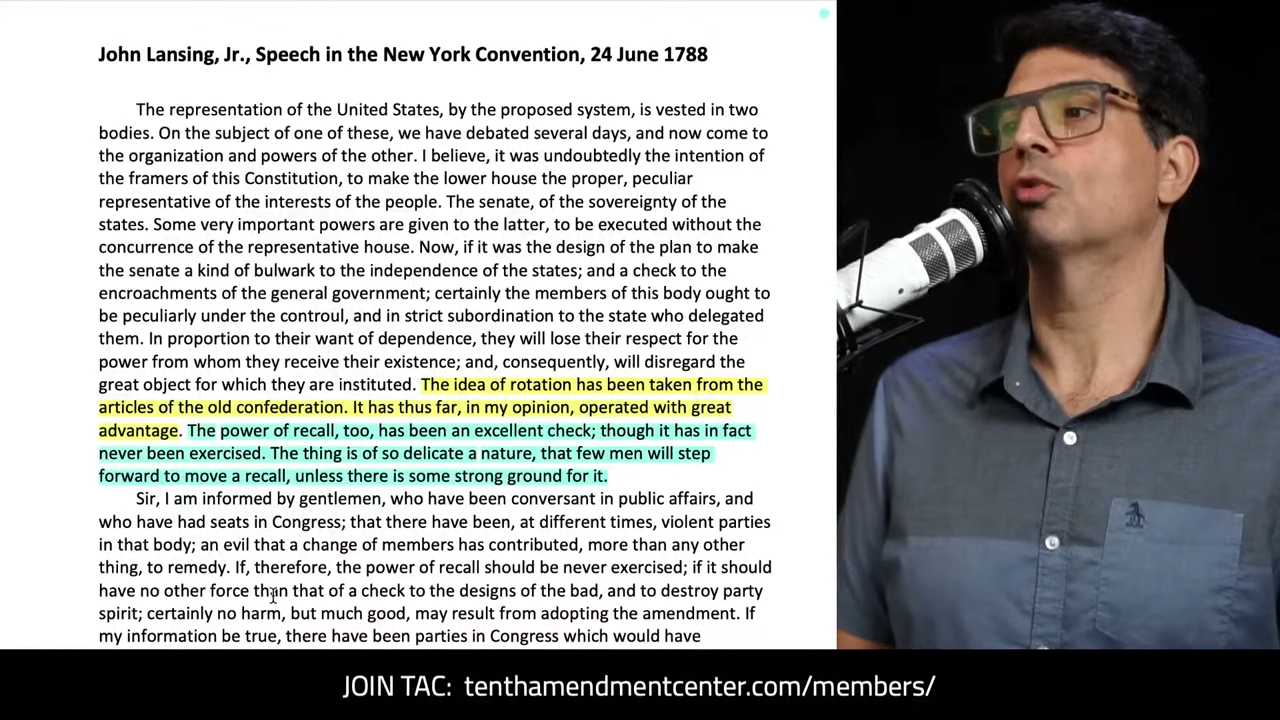 John Lansing, Jr., Speech in the New York Convention, 24 June 1788
The representation of the United States, by the proposed system, is vested in two
bodies. On the subject of one of these, we have debated several days, and now come to
the organization and powers of the other. I believe, it was undoubtedly the intention of
the framers of this Constitution, to make the lower house the proper, peculiar
representative of the interests of the people. The senate, of the sovereignty of the
states. Some very important powers are given to the latter, to be executed without the
concurrence of the representative house. Now, if it was the design of the plan to make
the senate a kind of bulwark to the independence of the states; and a check to the
encroachments of the general government; certainly the members of this body ought to
be peculiarly under the controul, and in strict subordination to the state who delegated
them. In proportion to their want of dependence, they will lose their respect for the
power from whom they receive their existence; and, consequently, will disregard the
great object for which they are instituted. The idea of rotation has been taken from the
articles of the old confederation. It has thus far, in my opinion, operated with great
advantage. The power of recall, too, has been an excellent check; though it has in fact
never been exercised. The thing is of so delicate a nature, that few men will step
forward to move a recall, unless there is some strong ground for it.
Sir, I am informed by gentlemen, who have been conversant in public affairs, and
who have had seats in Congress; that there have been, at different times, violent parties
in that body; an evil that a change of members has contributed, more than any other
thing, to remedy. If, therefore, the power of recall should be never exercised; if it should
have no other force than that of a check to the designs of the bad, and to destroy party
spirit; certainly no harm, but much good, may result from adopting the amendment. If
my information be true, there have been parties in Congress which would have
JOIN TAC: tenthamendmentcenter.com/members/